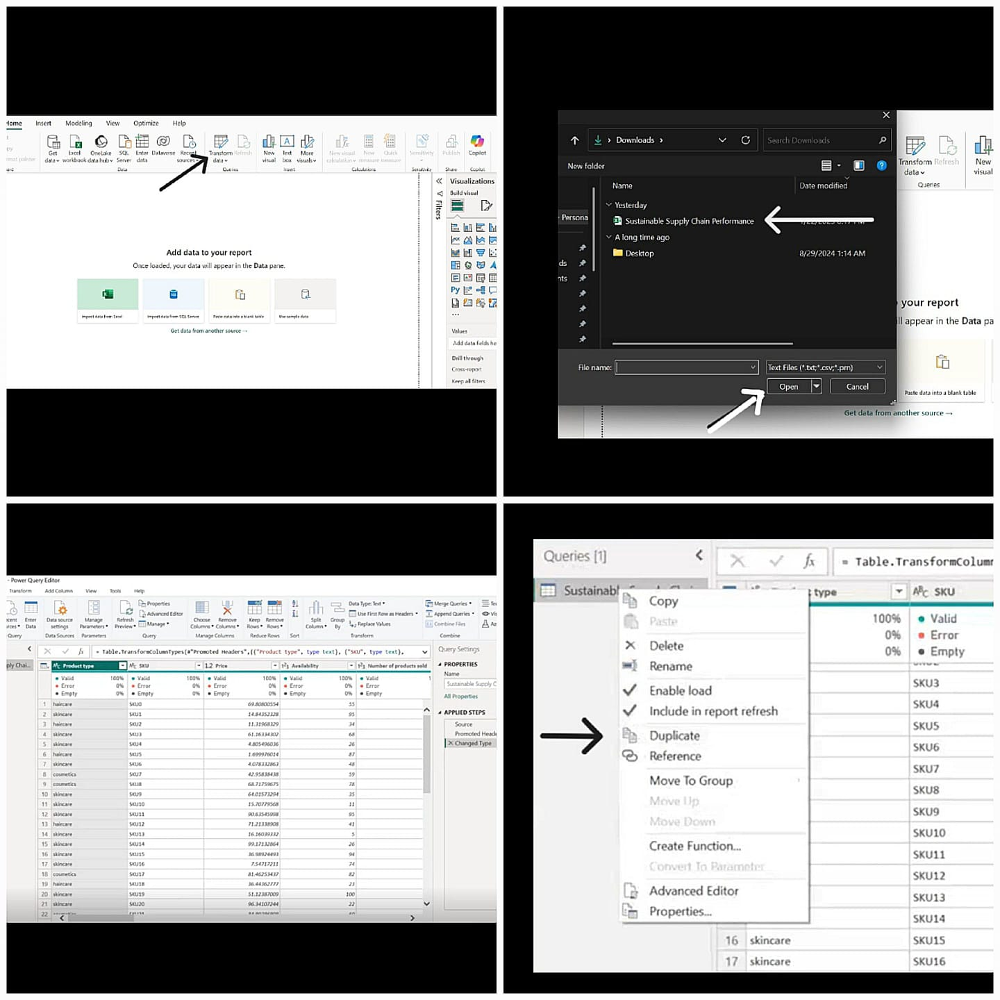 Home Insert Modeling View Optimize Help
Get data
Excel workbook
OneLake data hub
SQL Server
Enter data
Dataverse
Recent sources
Transform data
Refresh
New visual
Text box
More visuals
New visual calculation
New measure
Quick measure
Sensitivity
Publish
Copilot
Data
Queries
Insert
Calculations
Sensitivity
Share
Copilot
Visualizations
Build visual
Filters
Add data to your report
Once loaded, your data will appear in the Data pane.
Import data from Excel
Import data from SQL Server
Paste data into a blank table
Use sample data
Get data from another source →
Values
Add data fields he
Drill through
Cross-report
Keep all filters
Downloads
Search Downloads
New folder
Name Date modified
Yesterday
Sustainable Supply Chain Performance
A long time ago
Desktop 8/29/2024 1:14 AM
- Persona
ds
nts
File name:
Text Files (*.txt;*.csv;*.prn)
Open Cancel
Transform data
Refresh
New visual
Queries
your report
ill appear in the Data pa
Paste data into a blank table
Get data from another source →
- Power Query Editor
Transform Add Column View Tools Help
Enter Data
Data source settings
Data Sources
Manage Parameters
Parameters
Refresh Preview
Properties
Advanced Editor
Manage
Query
Choose Columns
Remove Columns
Manage Columns
Keep Rows
Remove Rows
Reduce Rows
Sort
Split Column
Group By
Data Type: Text
Use First Row as Headers
Replace Values
Transform
Merge Queries
Append Queries
Combine Files
Combine
= Table.TransformColumnTypes(#"Promoted Headers",{{"Product type", type text}, {"SKU", type text},
Query Settings
PROPERTIES
Name
Sustainable Supply C
All Properties
APPLIED STEPS
Source
Promoted Heade
Changed Type
ply Chai...
Product type SKU 1.2 Price Availability Number of products sold
Valid 100% Valid 100% Valid 100% Valid 100% Valid 1
Error 0% Error 0% Error 0% Error 0% Error
Empty 0% Empty 0% Empty 0% Empty 0% Empty
1 haircare SKU0 69.80800554 55
2 skincare SKU1 14.84352328 95
3 haircare SKU2 11.31968329 34
4 skincare SKU3 61.16334302 68
5 skincare SKU4 4.805496036 26
6 haircare SKU5 1.699976014 87
7 skincare SKU6 4.078332863 48
8 cosmetics SKU7 42.95838438 59
9 cosmetics SKU8 68.71759675 78
10 skincare SKU9 64.01573294 35
11 skincare SKU10 15.70779568 11
12 skincare SKU11 90.63545998 95
13 haircare SKU12 71.21338908 41
14 skincare SKU13 16.16039332 5
15 skincare SKU14 99.17132864 26
16 skincare SKU15 36.98924493 94
17 skincare SKU16 7.54717211 74
18 cosmetics SKU17 81.46253437 82
19 haircare SKU18 36.44362777 23
20 skincare SKU19 51.12387009 100
21 skincare SKU20 96.34107244 22
22
Queries [1]
= Table.TransformColumn
Sustainabl
type
SKU
100% Valid
0% Error
0% Empty
Copy
Paste
Delete
Rename
Enable load
Include in report refresh
Duplicate
Reference
Move To Group
Move Up
Move Down
Create Function...
Convert To Parameter
Advanced Editor
Properties...
SKU3
SKU4
SKU5
SKU6
SKU7
SKU8
SKU9
SKU10
SKU11
SKU12
SKU13
SKU14
16 skincare SKU15
17 skincare SKU16